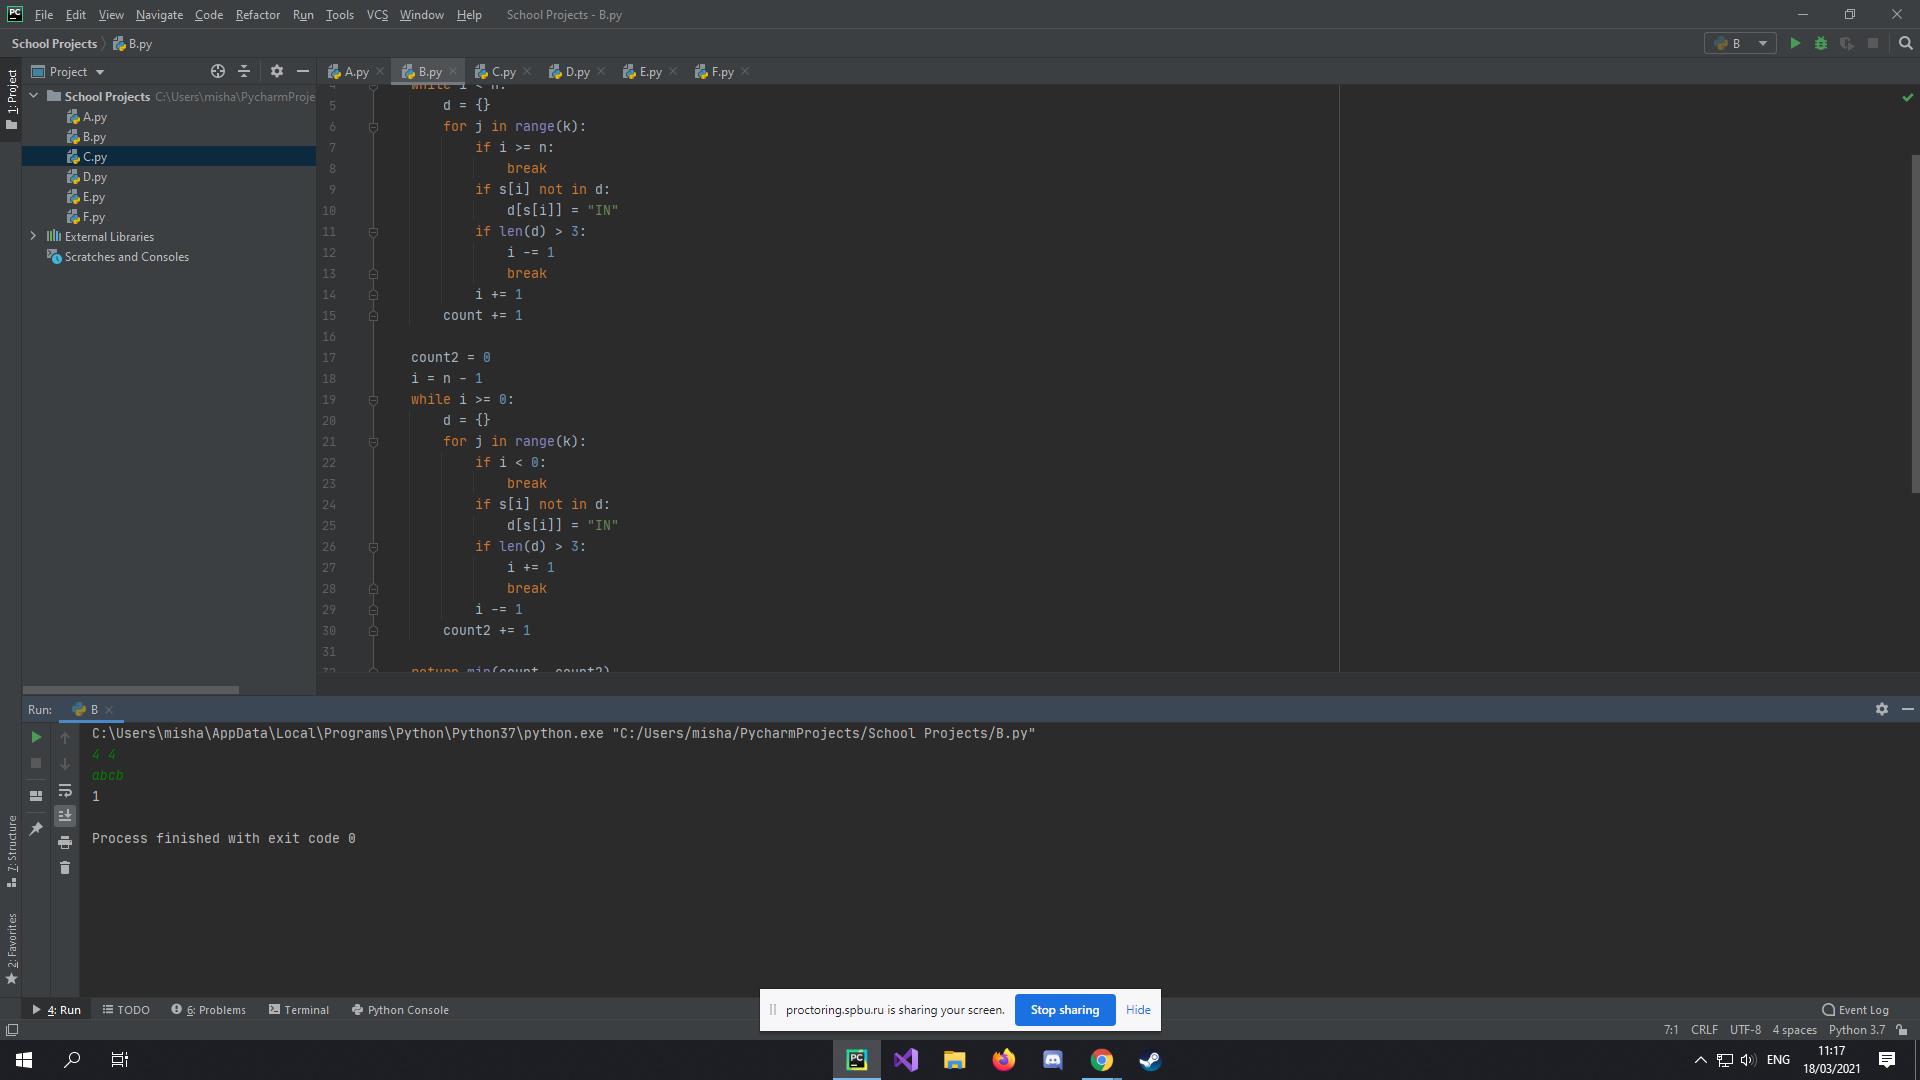 PC File Edit View Navigate Code Refactor Run Tools VCS Window Help School Projects - B.py
School Projects B.py B
Project A.py B.py C.py D.py E.py F.py
1: Project
School Projects C:\Users\misha\PycharmProje
A.py
B.py
C.py
D.py
E.py
F.py
External Libraries
Scratches and Consoles
4 while i < n:
5 d = {}
6 for j in range(k):
7 if i >= n:
8 break
9 if s[i] not in d:
10 d[s[i]] = "IN"
11 if len(d) > 3:
12 i -= 1
13 break
14 i += 1
15 count += 1
16
17 count2 = 0
18 i = n - 1
19 while i >= 0:
20 d = {}
21 for j in range(k):
22 if i < 0:
23 break
24 if s[i] not in d:
25 d[s[i]] = "IN"
26 if len(d) > 3:
27 i += 1
28 break
29 i -= 1
30 count2 += 1
31
32 return min(count, count2)
Run: B
C:\Users\misha\AppData\Local\Programs\Python\Python37\python.exe "C:/Users/misha/PycharmProjects/School Projects/B.py"
4 4
abcb
1
Process finished with exit code 0
7: Structure
2: Favorites
4: Run TODO 6: Problems Terminal Python Console Event Log
proctoring.spbu.ru is sharing your screen. Stop sharing Hide
7:1 CRLF UTF-8 4 spaces Python 3.7
PC ENG 11:17
18/03/2021